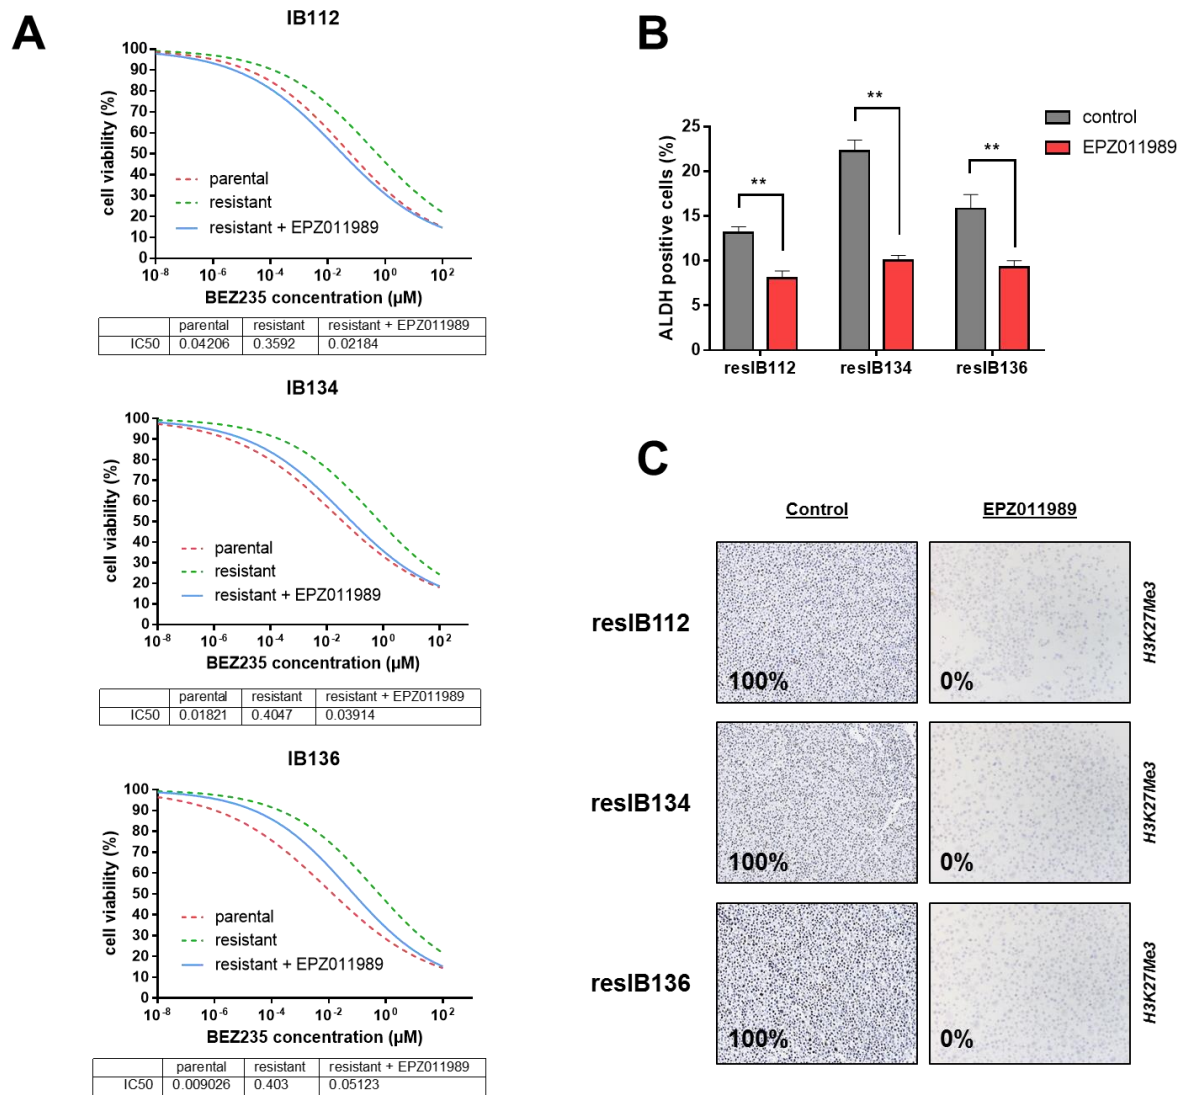 A
IB112
cell viability (%)
100
90
80
70
60
50
40
30
20
10
0
parental
resistant
resistant + EPZ011989
10⁻⁸ 10⁻⁶ 10⁻⁴ 10⁻² 10⁰ 10²
BEZ235 concentration (µM)
parental resistant resistant + EPZ011989
IC50 0.04206 0.3592 0.02184
IB134
cell viability (%)
100
90
80
70
60
50
40
30
20
10
0
parental
resistant
resistant + EPZ011989
10⁻⁸ 10⁻⁶ 10⁻⁴ 10⁻² 10⁰ 10²
BEZ235 concentration (µM)
parental resistant resistant + EPZ011989
IC50 0.01821 0.4047 0.03914
IB136
cell viability (%)
100
90
80
70
60
50
40
30
20
10
0
parental
resistant
resistant + EPZ011989
10⁻⁸ 10⁻⁶ 10⁻⁴ 10⁻² 10⁰ 10²
BEZ235 concentration (µM)
parental resistant resistant + EPZ011989
IC50 0.009026 0.403 0.05123
B
ALDH positive cells (%)
25
20
15
10
5
0
**
**
**
control
EPZ011989
resIB112 resIB134 resIB136
C
Control EPZ011989
resIB112
100%
0%
H3K27Me3
resIB134
100%
0%
H3K27Me3
resIB136
100%
0%
H3K27Me3